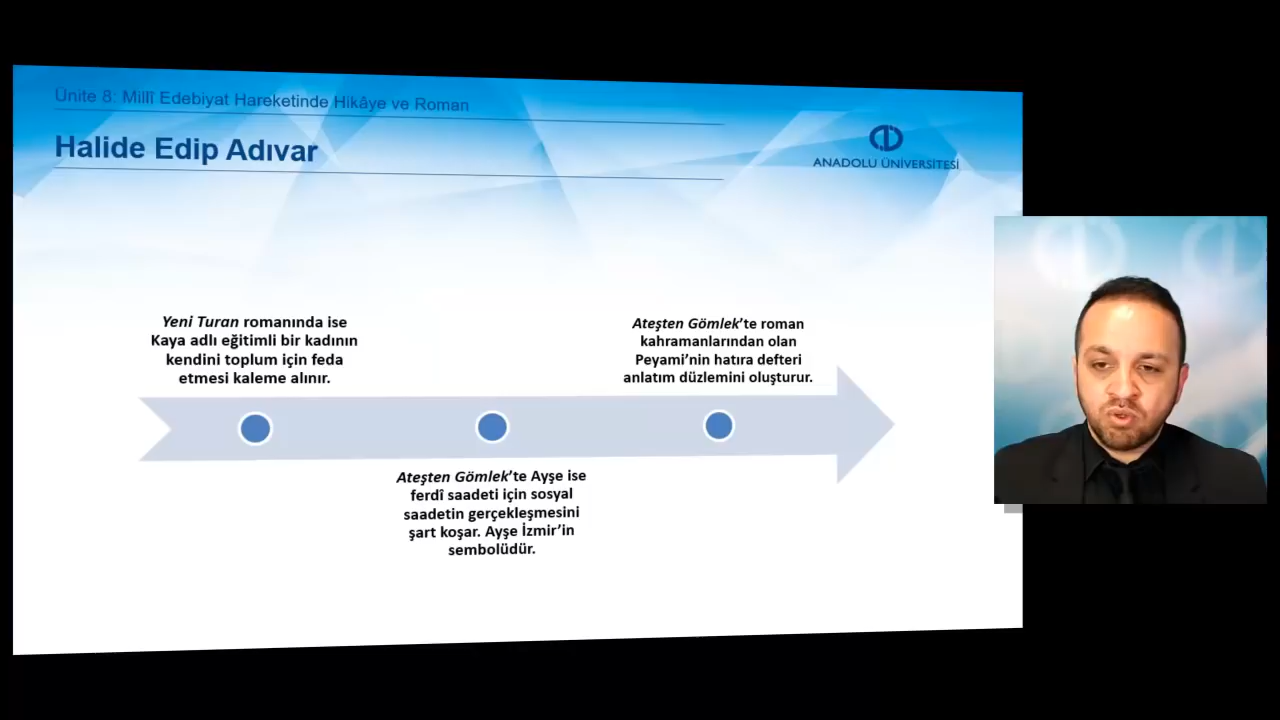 Ünite 8: Millî Edebiyat Hareketinde Hikâye ve Roman
Halide Edip Adıvar
ANADOLU ÜNİVERSİTESİ
Yeni Turan romanında ise
Kaya adlı eğitimli bir kadının
kendini toplum için feda
etmesi kaleme alınır.
Ateşten Gömlek’te Ayşe ise
ferdî saadeti için sosyal
saadetin gerçekleşmesini
şart koşar. Ayşe İzmir’in
sembolüdür.
Ateşten Gömlek’te roman
kahramanlarından olan
Peyami’nin hatıra defteri
anlatım düzlemini oluşturur.